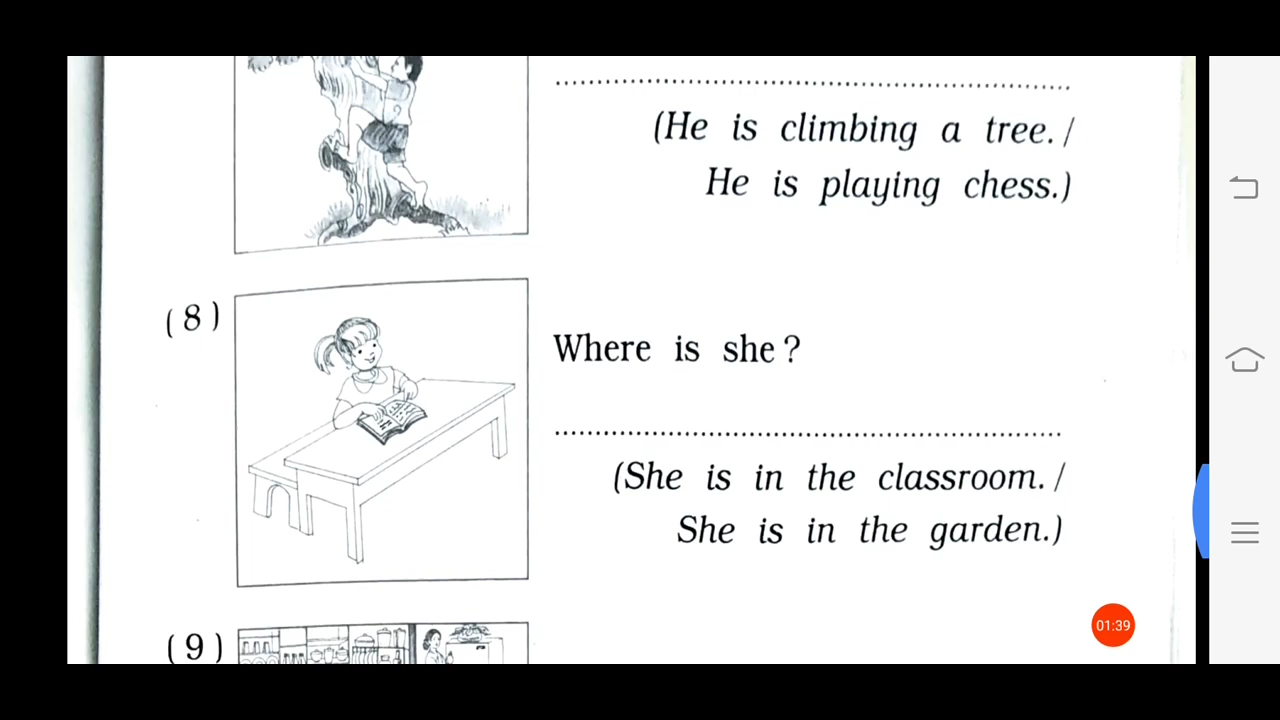 (He is climbing a tree. /
He is playing chess.)
(8)
Where is she?
(She is in the classroom. /
She is in the garden.)
(9)
01:39